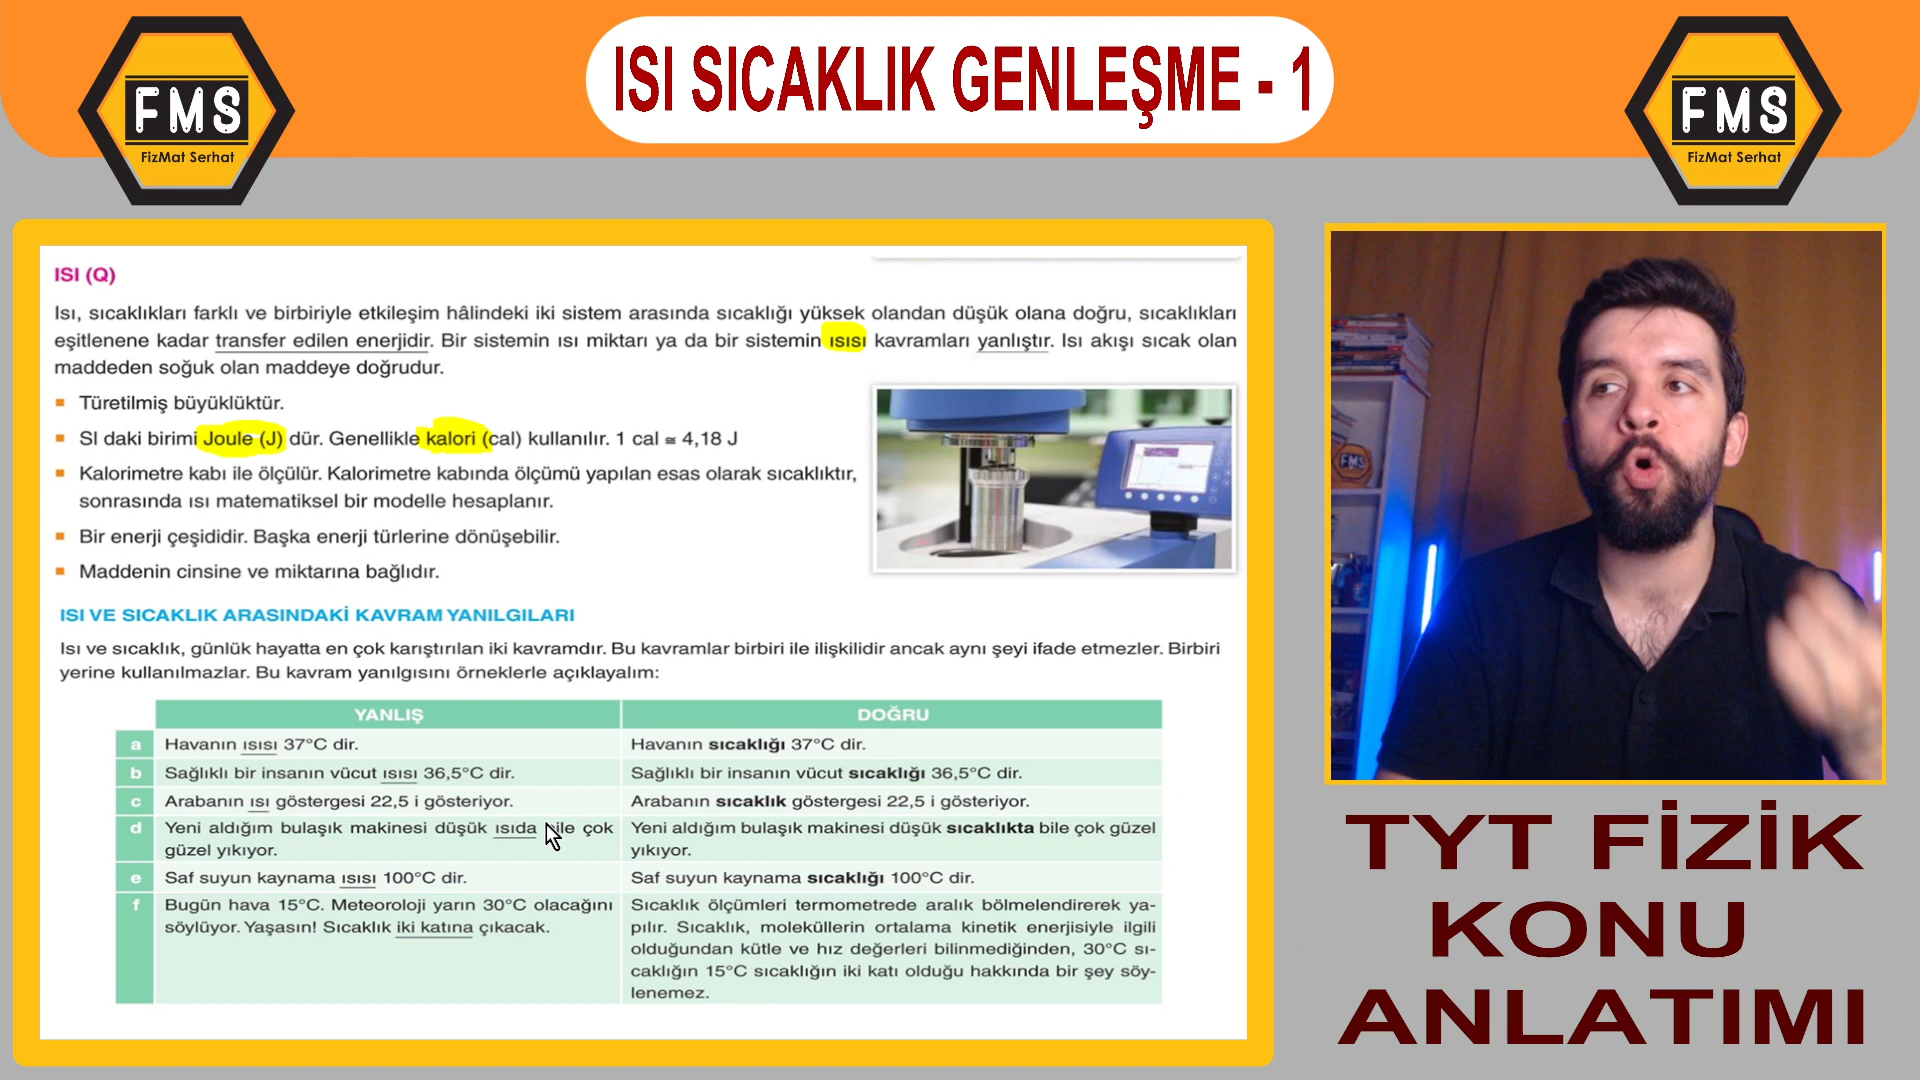 ISI SICAKLIK GENLEŞME - 1
FMS
FizMat Serhat
FMS
FizMat Serhat
ISI (Q)
Isı, sıcaklıkları farklı ve birbiriyle etkileşim hâlindeki iki sistem arasında sıcaklığı yüksek olandan düşük olana doğru, sıcaklıkları
eşitlenene kadar transfer edilen enerjidir. Bir sistemin ısı miktarı ya da bir sistemin ısısı kavramları yanlıştır. Isı akışı sıcak olan
maddeden soğuk olan maddeye doğrudur.
▪ Türetilmiş büyüklüktür.
▪ SI daki birimi Joule (J) dür. Genellikle kalori (cal) kullanılır. 1 cal ≅ 4,18 J
▪ Kalorimetre kabı ile ölçülür. Kalorimetre kabında ölçümü yapılan esas olarak sıcaklıktır,
sonrasında ısı matematiksel bir modelle hesaplanır.
▪ Bir enerji çeşididir. Başka enerji türlerine dönüşebilir.
▪ Maddenin cinsine ve miktarına bağlıdır.
ISI VE SICAKLIK ARASINDAKİ KAVRAM YANILGILARI
Isı ve sıcaklık, günlük hayatta en çok karıştırılan iki kavramdır. Bu kavramlar birbiri ile ilişkilidir ancak aynı şeyi ifade etmezler. Birbiri
yerine kullanılmazlar. Bu kavram yanılgısını örneklerle açıklayalım:
YANLIŞ DOĞRU
a Havanın ısısı 37°C dir. Havanın sıcaklığı 37°C dir.
b Sağlıklı bir insanın vücut ısısı 36,5°C dir. Sağlıklı bir insanın vücut sıcaklığı 36,5°C dir.
c Arabanın ısı göstergesi 22,5 i gösteriyor. Arabanın sıcaklık göstergesi 22,5 i gösteriyor.
d Yeni aldığım bulaşık makinesi düşük ısıda bile çok
güzel yıkıyor.
Yeni aldığım bulaşık makinesi düşük sıcaklıkta bile çok güzel
yıkıyor.
e Saf suyun kaynama ısısı 100°C dir. Saf suyun kaynama sıcaklığı 100°C dir.
f Bugün hava 15°C. Meteoroloji yarın 30°C olacağını
söylüyor. Yaşasın! Sıcaklık iki katına çıkacak.
Sıcaklık ölçümleri termometrede aralık bölmelendirerek ya-
pılır. Sıcaklık, moleküllerin ortalama kinetik enerjisiyle ilgili
olduğundan kütle ve hız değerleri bilinmediğinden, 30°C sı-
caklığın 15°C sıcaklığın iki katı olduğu hakkında bir şey söy-
lenemez.
FMS
TYT FİZİK
KONU
ANLATIMI